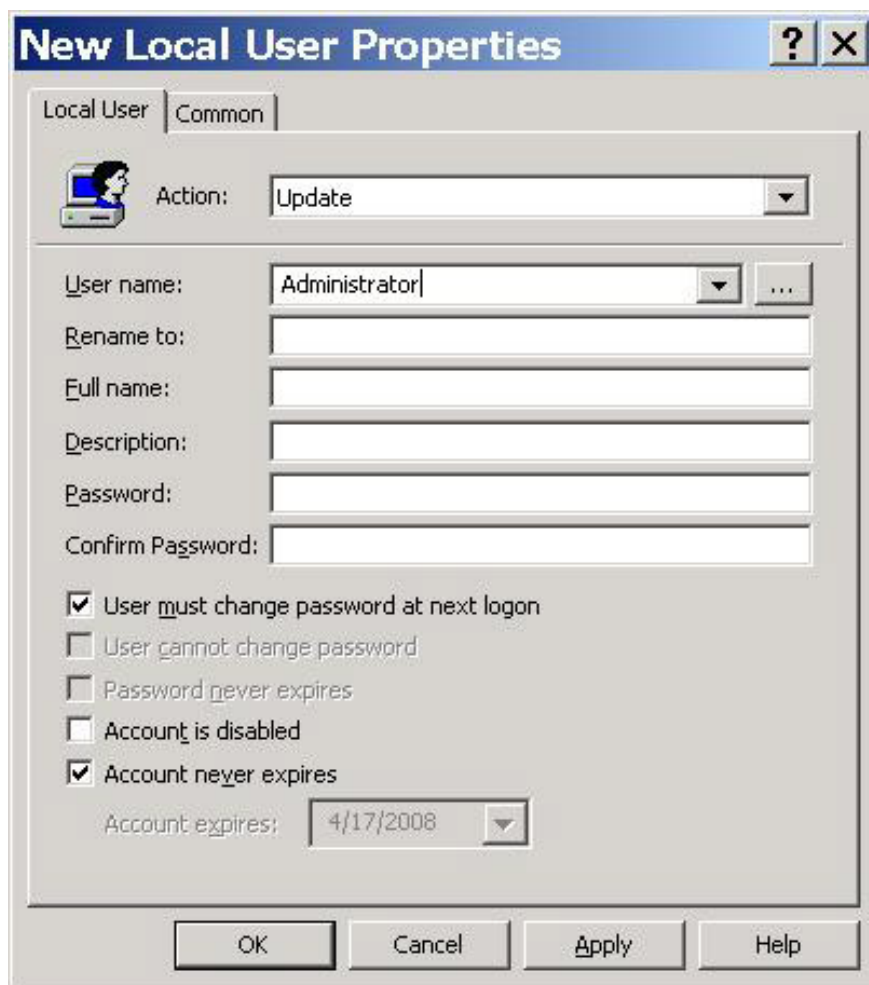 New Local User Properties
Local User Common
Action: Update
User name: Administrator ...
Rename to:
Full name:
Description:
Password:
Confirm Password:
User must change password at next logon
User cannot change password
Password never expires
Account is disabled
Account never expires
Account expires: 4/17/2008
OK Cancel Apply Help